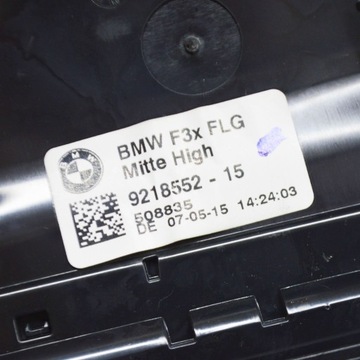 BMW F3x FLG
Mitte High
9218552 - 15
508835
DE 07-05-15 14:24:03